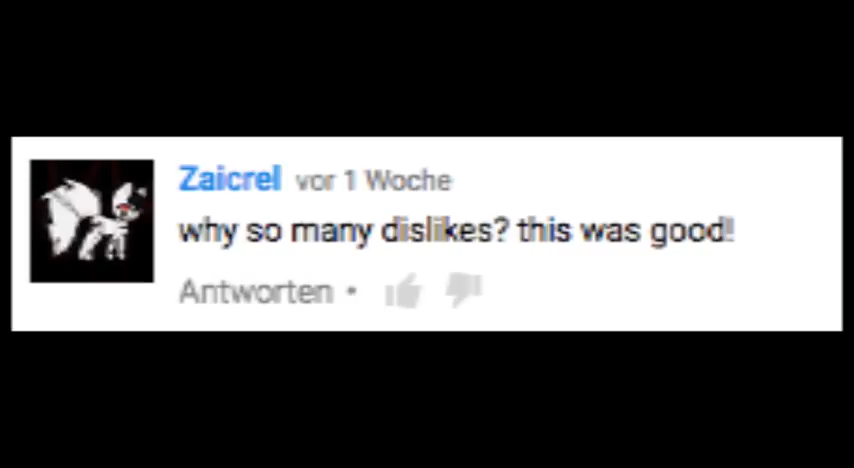 Zaicrel vor 1 Woche
why so many dislikes? this was good!
Antworten •